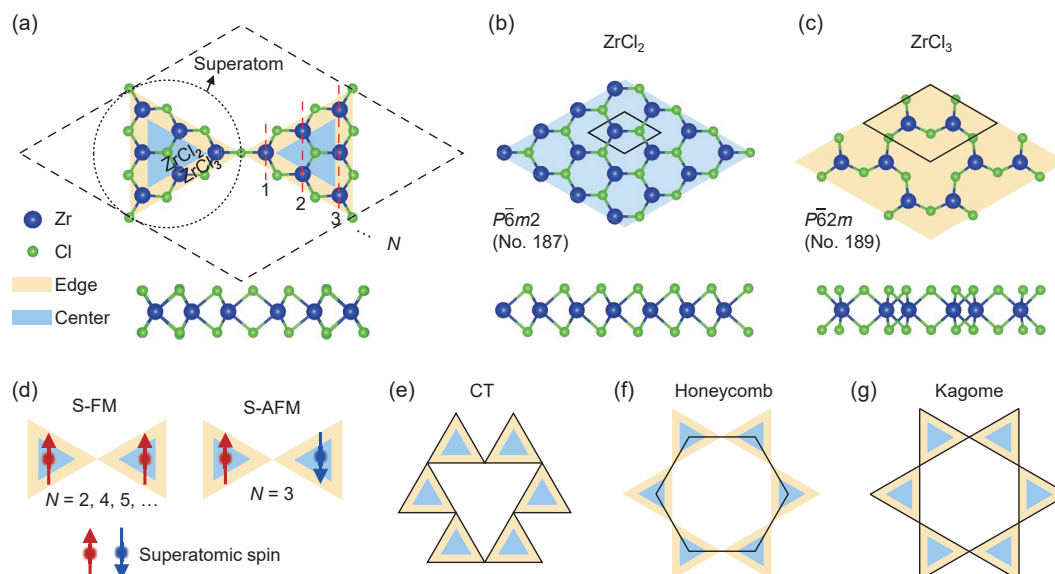 (a)
Superatom
ZrCl2
ZrCl3
1
2
3
... N
Zr
Cl
Edge
Center
(b)
ZrCl₂
P6̅m2
(No. 187)
(c)
ZrCl₃
P6̅2m
(No. 189)
(d)
S-FM
S-AFM
N = 2, 4, 5, ...
N = 3
Superatomic spin
(e)
CT
(f)
Honeycomb
(g)
Kagome